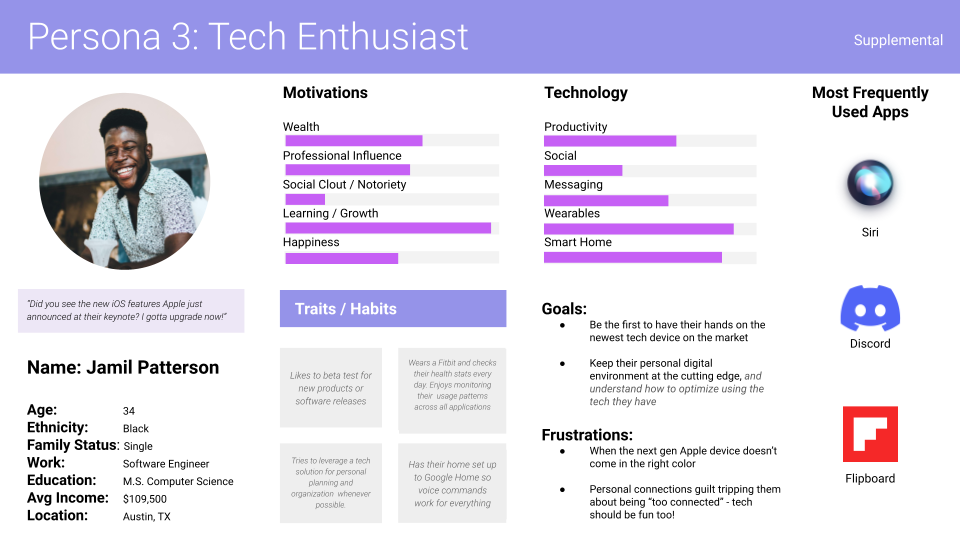 Persona 3: Tech Enthusiast
Supplemental
"Did you see the new iOS features Apple just
announced at their keynote? I gotta upgrade now!"
Name: Jamil Patterson
Age: 34
Ethnicity: Black
Family Status: Single
Work: Software Engineer
Education: M.S. Computer Science
Avg Income: $109,500
Location: Austin, TX
Motivations
Wealth
Professional Influence
Social Clout / Notoriety
Learning / Growth
Happiness
Traits / Habits
Likes to beta test for
new products or
software releases
Wears a Fitbit and checks
their health stats every
day. Enjoys monitoring
their usage patterns
across all applications
Tries to leverage a tech
solution for personal
planning and
organization whenever
possible.
Has their home set up
to Google Home so
voice commands
work for everything
Technology
Productivity
Social
Messaging
Wearables
Smart Home
Goals:
● Be the first to have their hands on the
newest tech device on the market
● Keep their personal digital
environment at the cutting edge, and
understand how to optimize using the
tech they have
Frustrations:
● When the next gen Apple device doesn't
come in the right color
● Personal connections guilt tripping them
about being "too connected" - tech
should be fun too!
Most Frequently
Used Apps
Siri
Discord
Flipboard